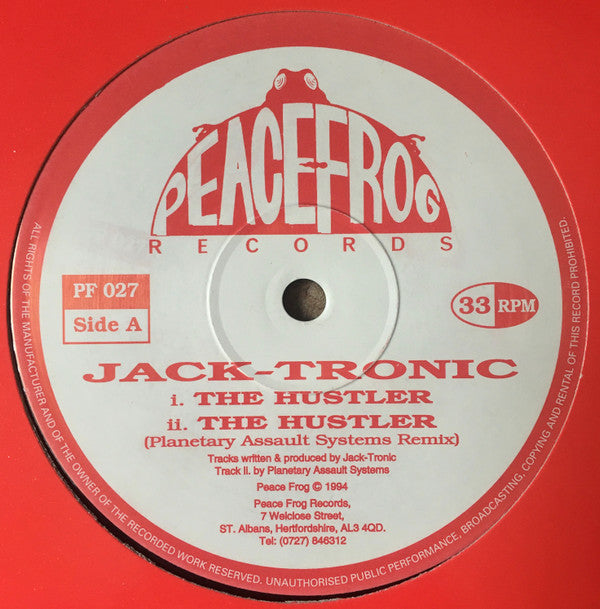 PEACEFROG
RECORDS
PF 027
Side A
33 RPM
JACK-TRONIC
i. THE HUSTLER
ii. THE HUSTLER
(Planetary Assault Systems Remix)
Tracks written & produced by Jack-Tronic
Track ii. by Planetary Assault Systems
Peace Frog © 1994
Peace Frog Records,
7 Welclose Street,
ST. Albans, Hertfordshire, AL3 4QD.
Tel: (0727) 846312
ALL RIGHTS OF THE MANUFACTURER AND OF THE OWNER OF THE RECORDED WORK RESERVED. UNAUTHORISED PUBLIC PERFORMANCE, BROADCASTING, COPYING AND RENTAL OF THIS RECORD PROHIBITED.